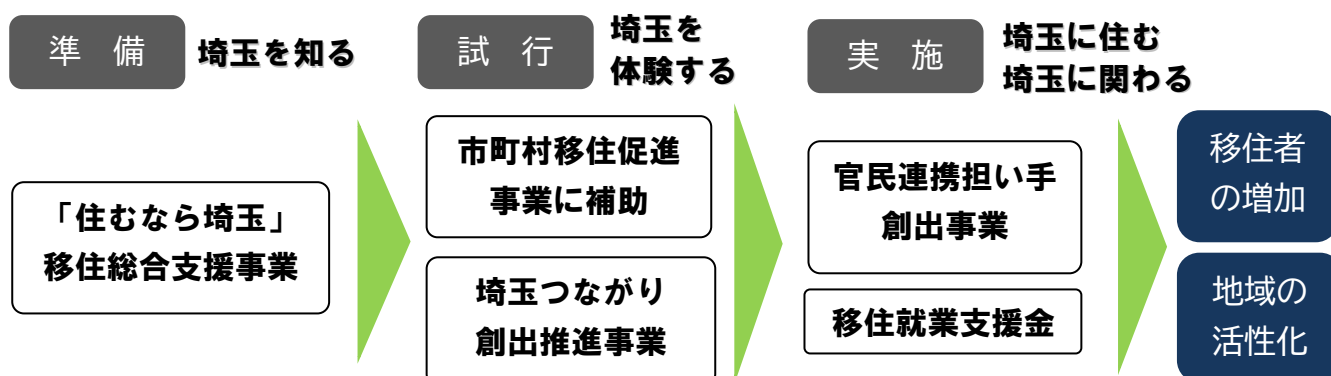 準　備
埼玉を知る
「住むなら埼玉」
移住総合支援事業
試　行
埼玉を
体験する
市町村移住促進
事業に補助
埼玉つながり
創出推進事業
実　施
埼玉に住む
埼玉に関わる
官民連携担い手
創出事業
移住就業支援金
移住者
の増加
地域の
活性化